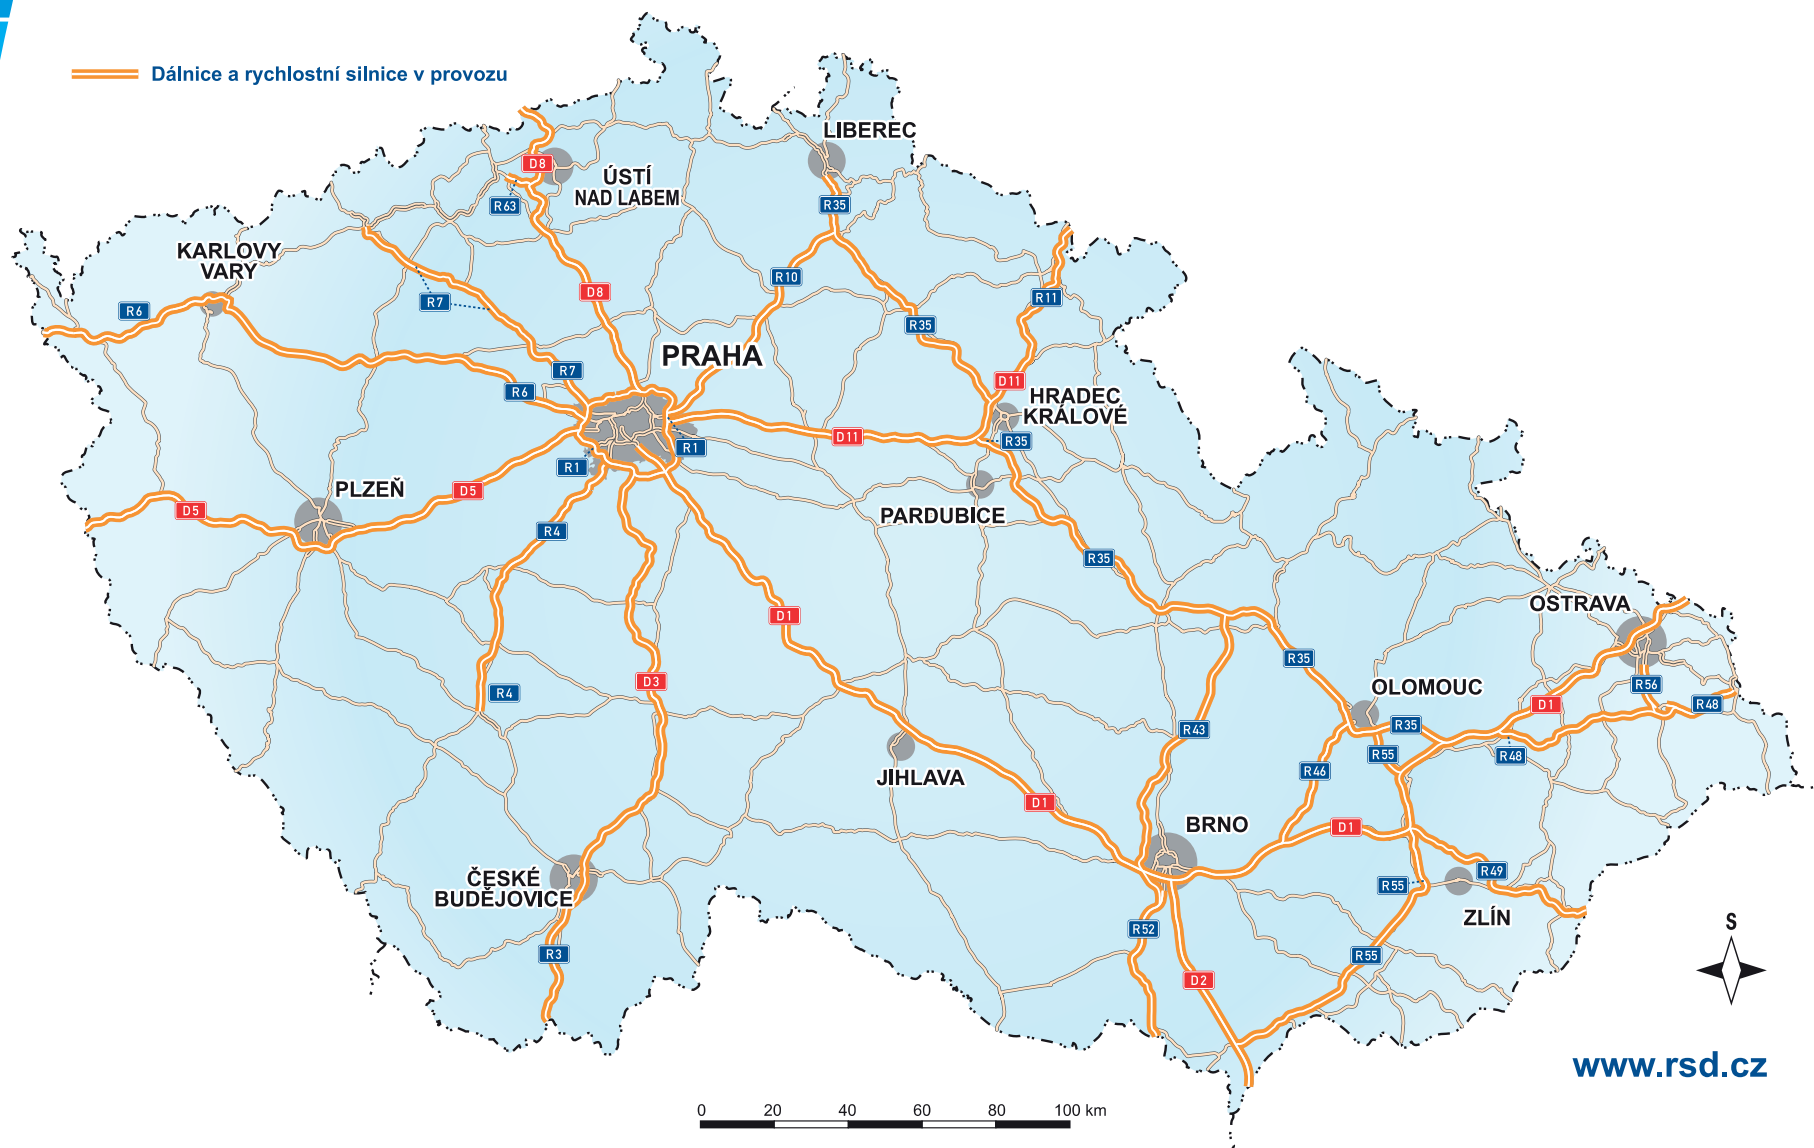 Dálnice a rychlostní silnice v provozu
LIBEREC
D8
ÚSTÍ
NAD LABEM
R63
R35
KARLOVY
VARY
R6
R7
D8
R10
R11
R35
PRAHA
R7
R6
D11
HRADEC
KRÁLOVÉ
D11
R35
R1
R1
PLZEŇ
D5
D5
PARDUBICE
R4
R35
D1
OSTRAVA
R35
D3
R4
OLOMOUC
R56
D1
R48
R43
R35
R55
R48
R46
JIHLAVA
D1
BRNO
D1
ČESKÉ
BUDĚJOVICE
R49
R55
ZLÍN
R52
R3
R55
D2
S
www.rsd.cz
0 20 40 60 80 100 km